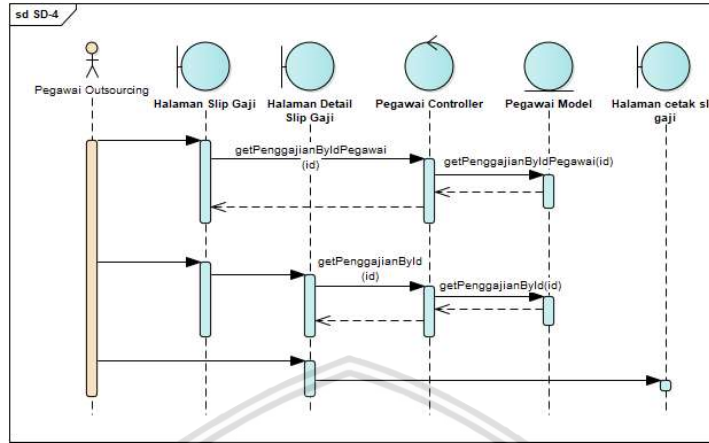 sd SD-4
Pegawai Outsourcing
Halaman Slip Gaji
Halaman Detail
Slip Gaji
Pegawai Controller
Pegawai Model
Halaman cetak sl
gaji
getPenggajianByIdPegawai
(id)
getPenggajianByIdPegawai(id)
getPenggajianById
(id)
getPenggajianById(id)